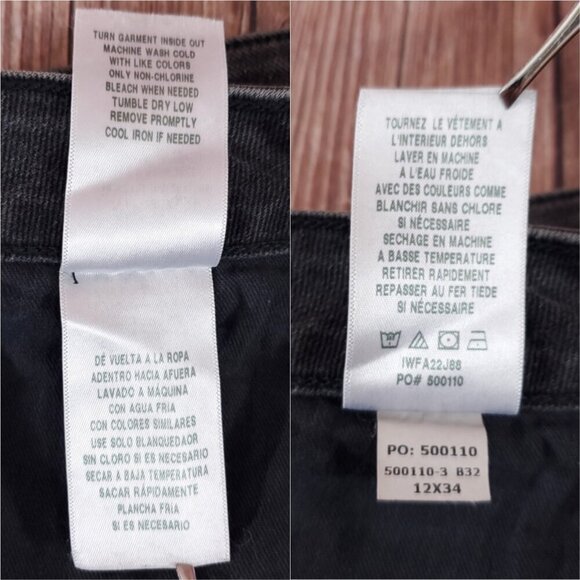 TURN GARMENT INSIDE OUT
MACHINE WASH COLD
WITH LIKE COLORS
ONLY NON-CHLORINE
BLEACH WHEN NEEDED
TUMBLE DRY LOW
REMOVE PROMPTLY
COOL IRON IF NEEDED
DÉ VUELTA A LA ROPA
ADENTRO HACIA AFUERA
LAVADO A MÁQUINA
CON AGUA FRIA
CON COLORES SIMILARES
USE SOLO BLANQUEDAOR
SIN CLORO SI ES NECESARIO
SECAR A BAJA TEMPERATURA
SACAR RÁPIDAMENTE
PLANCHA FRIA
SI ES NECESARIO
TOURNEZ LE VÊTEMENT A
L'INTERIEUR DEHORS
LAVER EN MACHINE
A L'EAU FROIDE
AVEC DES COULEURS COMME
BLANCHIR SANS CHLORE
SI NÉCESSAIRE
SECHAGE EN MACHINE
A BASSE TEMPERATURE
RETIRER RAPIDEMENT
REPASSER AU FER TIEDE
SI NÉCESSAIRE
IWFA22J88
PO# 500110
PO: 500110
500110-3 B32
12X34